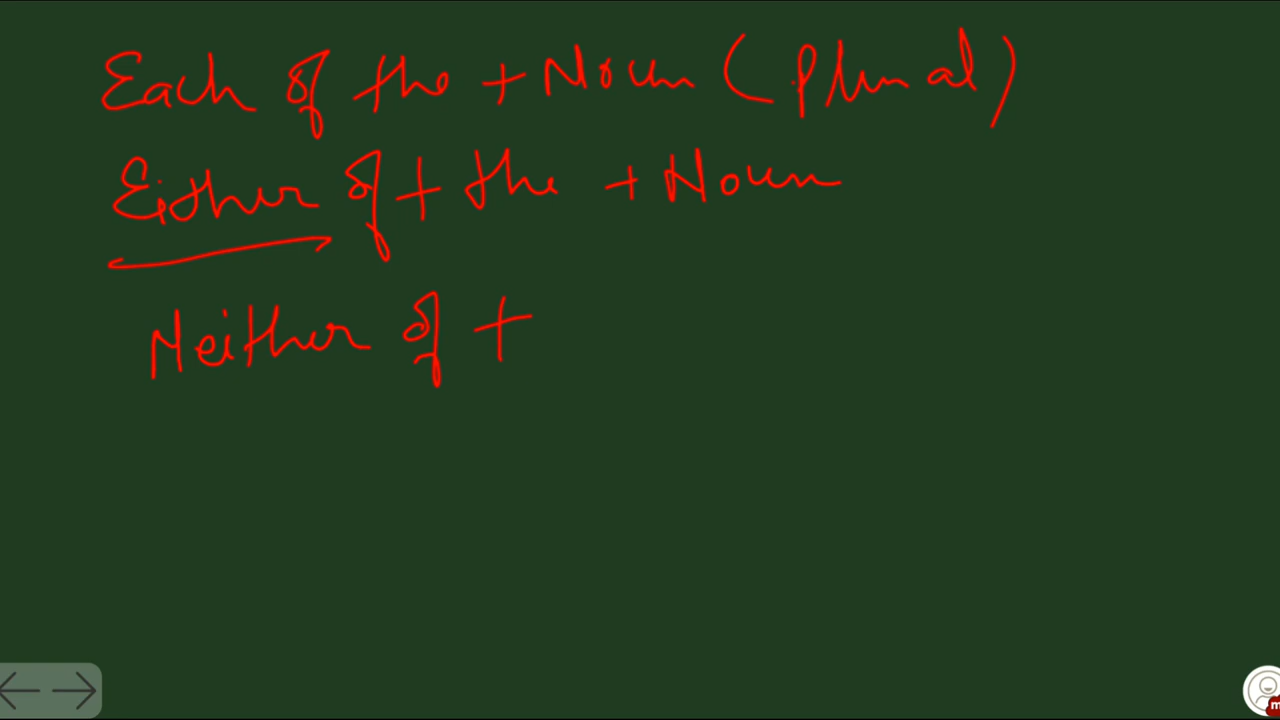 Each of the + Noun (Plural)
Either of + the + Noun
Neither of +